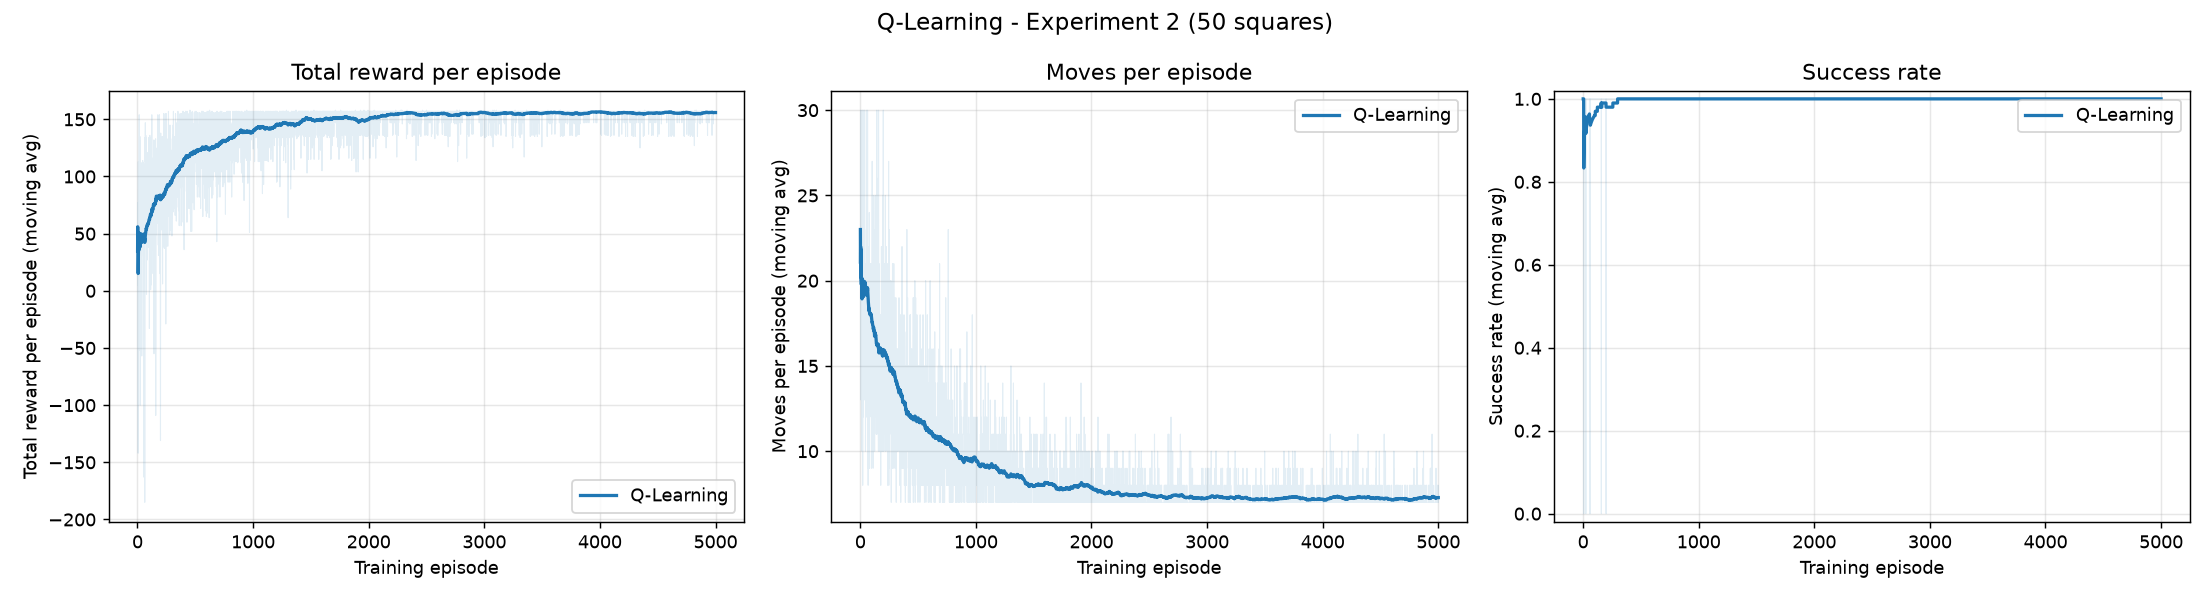 Q-Learning - Experiment 2 (50 squares)
Total reward per episode
Total reward per episode (moving avg)
150
100
50
0
−50
−100
−150
−200
Q-Learning
0 1000 2000 3000 4000 5000
Training episode
Moves per episode
Moves per episode (moving avg)
30
25
20
15
10
Q-Learning
0 1000 2000 3000 4000 5000
Training episode
Success rate
Success rate (moving avg)
1.0
0.8
0.6
0.4
0.2
0.0
Q-Learning
0 1000 2000 3000 4000 5000
Training episode